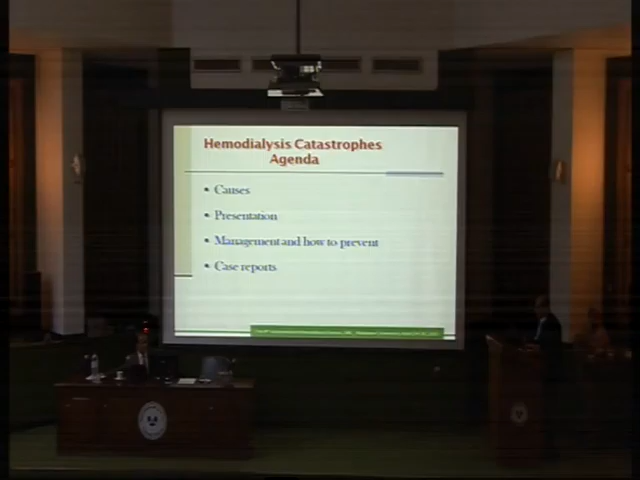 Hemodialysis Catastrophes
Agenda
• Causes
• Presentation
• Management and how to prevent
• Case reports